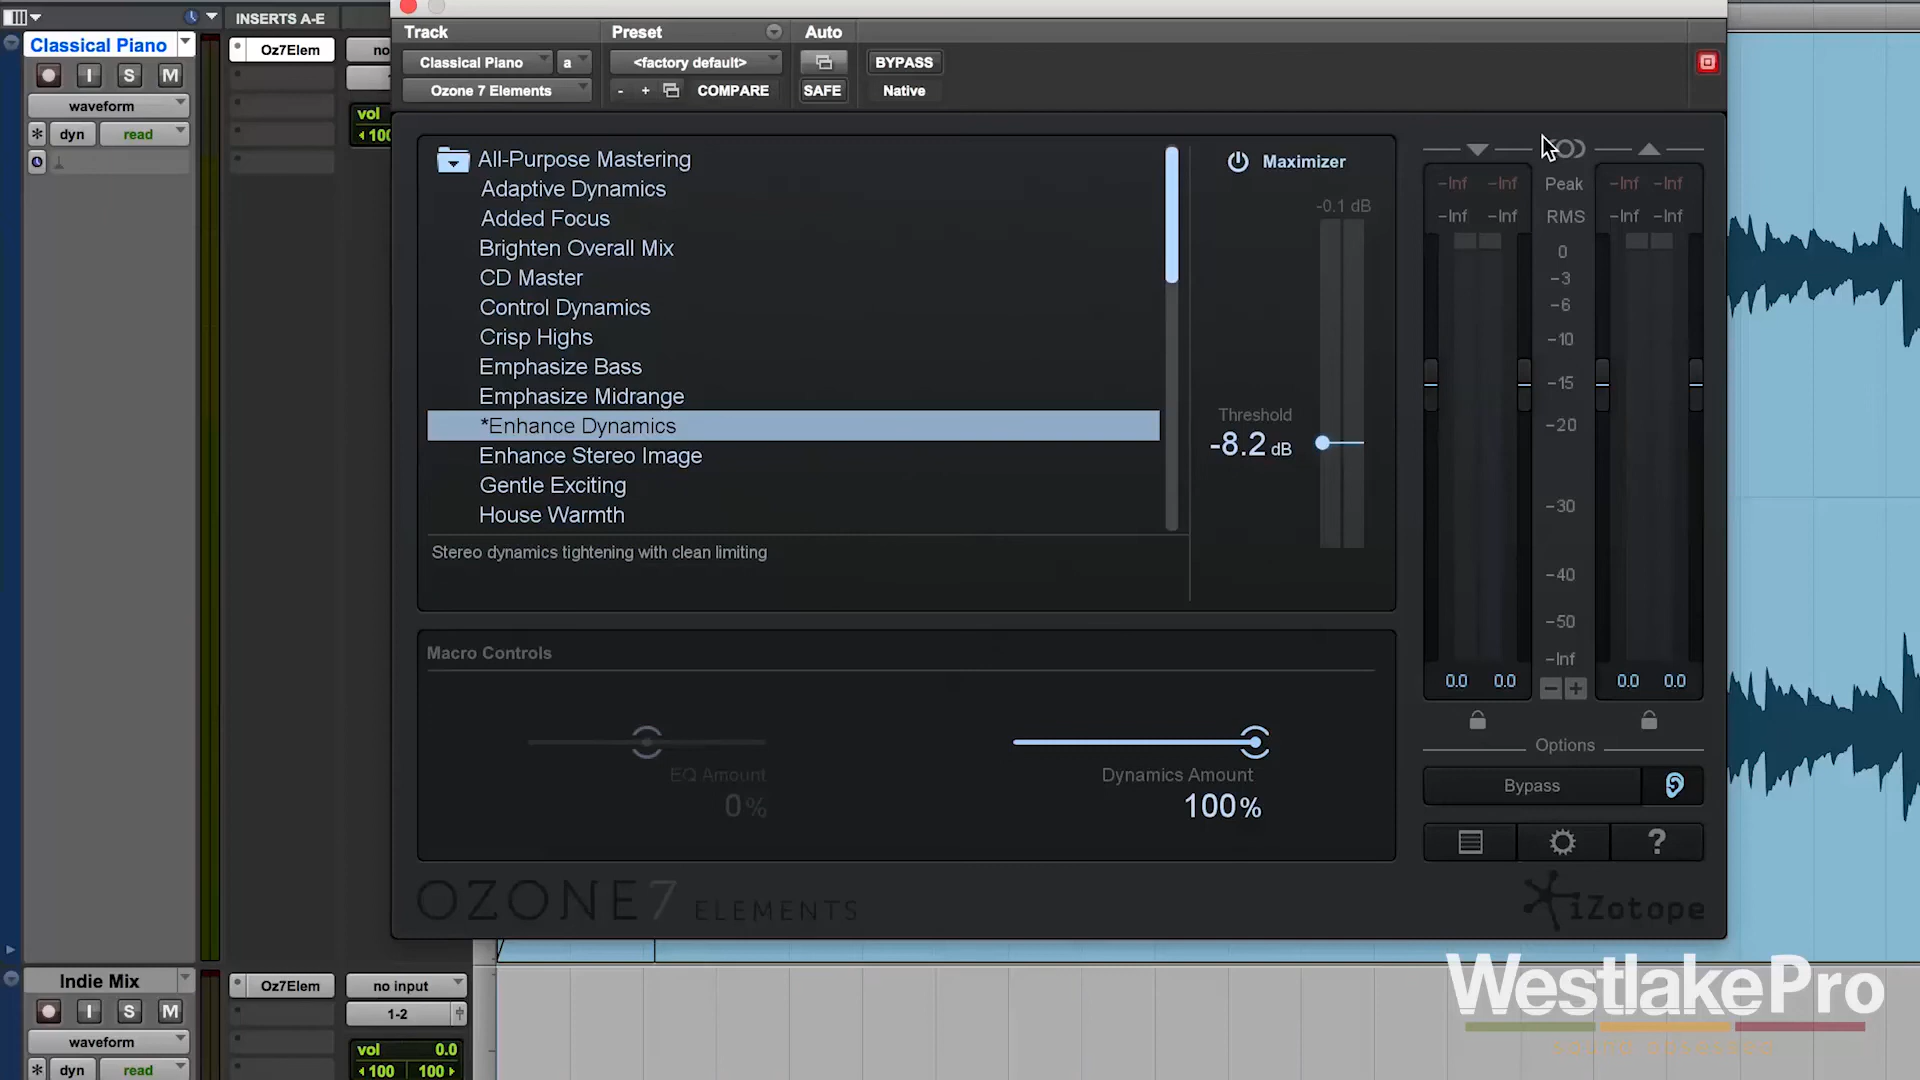 INSERTS A-E
Classical Piano
Oz7Elem
no
I S M
waveform
dyn read
vol
100
Track Preset Auto
Classical Piano a <factory default> BYPASS
Ozone 7 Elements - + COMPARE SAFE Native
All-Purpose Mastering
Adaptive Dynamics
Added Focus
Brighten Overall Mix
CD Master
Control Dynamics
Crisp Highs
Emphasize Bass
Emphasize Midrange
*Enhance Dynamics
Enhance Stereo Image
Gentle Exciting
House Warmth
Stereo dynamics tightening with clean limiting
Maximizer
-0.1 dB
Threshold
-8.2 dB
-Inf -Inf Peak -Inf -Inf
-Inf -Inf RMS -Inf -Inf
0
-3
-6
-10
-15
-20
-30
-40
-50
-Inf
0.0 0.0 - + 0.0 0.0
Options
Bypass
?
Macro Controls
EQ Amount
0%
Dynamics Amount
100%
OZONE 7 ELEMENTS
iZotope
Indie Mix
Oz7Elem
no input
I S M
1-2
waveform
vol 0.0
dyn read
100 100
WestlakePro